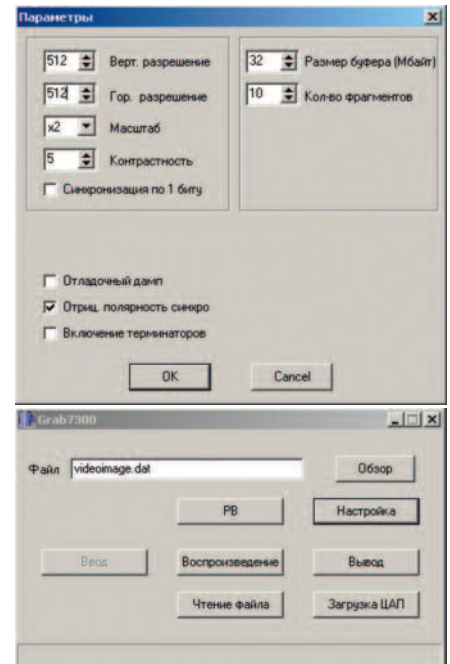 Параметры
512 Верт. разрешение
512 Гор. разрешение
x2 Масштаб
5 Контрастность
Синхронизация по 1 биту
32 Размер буфера (Мбайт)
10 Кол-во фрагментов
Отладочный дамп
Отриц. полярность синхро
Включение терминаторов
OK Cancel
Grab7300
Файл videoimage.dat Обзор
РВ Настройка
Ввод Воспроизведение Вывод
Чтение файла Загрузка ЦАП